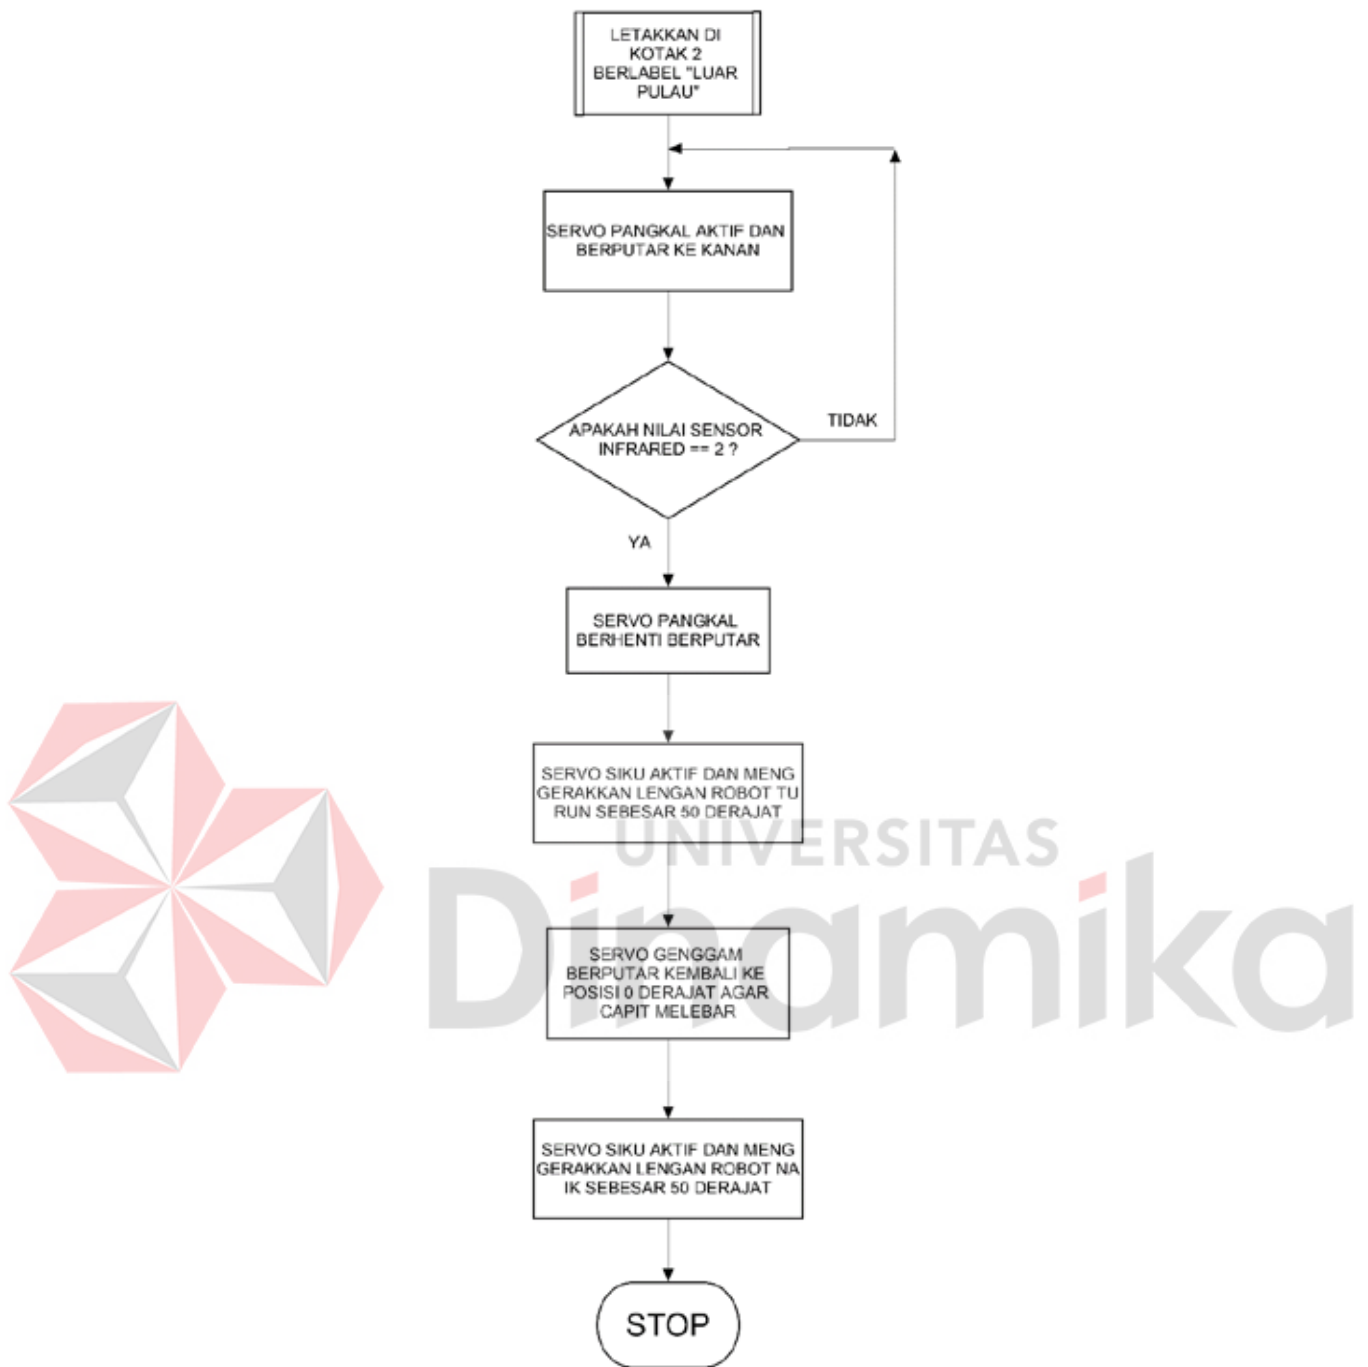 LETAKKAN DI
KOTAK 2
BERLABEL "LUAR
PULAU"
SERVO PANGKAL AKTIF DAN
BERPUTAR KE KANAN
APAKAH NILAI SENSOR
INFRARED == 2 ?
TIDAK
YA
SERVO PANGKAL
BERHENTI BERPUTAR
SERVO SIKU AKTIF DAN MENG
GERAKKAN LENGAN ROBOT TU
RUN SEBESAR 50 DERAJAT
UNIVERSITAS
Dinamika
SERVO GENGGAM
BERPUTAR KEMBALI KE
POSISI 0 DERAJAT AGAR
CAPIT MELEBAR
SERVO SIKU AKTIF DAN MENG
GERAKKAN LENGAN ROBOT NA
IK SEBESAR 50 DERAJAT
STOP